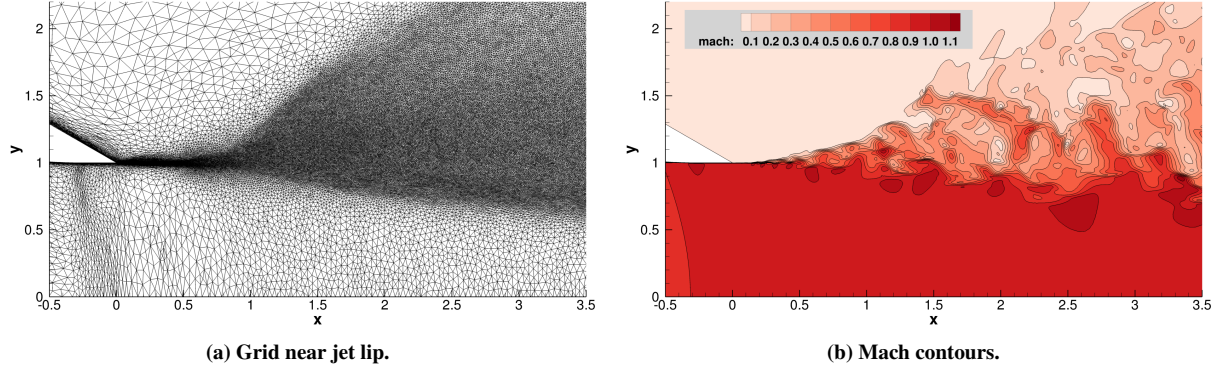 2
1.5
y
1
0.5
0
-0.5 0 0.5 1 1.5 2 2.5 3 3.5
x
(a) Grid near jet lip.
mach: 0.1 0.2 0.3 0.4 0.5 0.6 0.7 0.8 0.9 1.0 1.1
2
1.5
y
1
0.5
0
-0.5 0 0.5 1 1.5 2 2.5 3 3.5
x
(b) Mach contours.